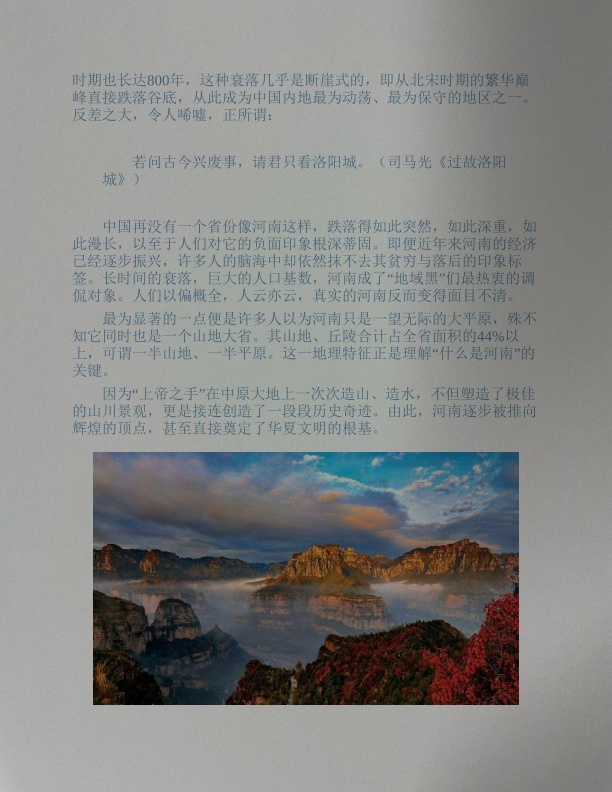 时期也长达800年，这种衰落几乎是断崖式的，即从北宋时期的繁华巅
峰直接跌落谷底，从此成为中国内地最为动荡、最为保守的地区之一。
反差之大，令人唏嘘，正所谓：
若问古今兴废事，请君只看洛阳城。（司马光《过故洛阳
城》）
中国再没有一个省份像河南这样，跌落得如此突然，如此深重，如
此漫长，以至于人们对它的负面印象根深蒂固。即便近年来河南的经济
已经逐步振兴，许多人的脑海中却依然抹不去其贫穷与落后的印象标
签。长时间的衰落，巨大的人口基数，河南成了“地域黑”们最热衷的调
侃对象。人们以偏概全，人云亦云，真实的河南反而变得面目不清。
最为显著的一点便是许多人以为河南只是一望无际的大平原，殊不
知它同时也是一个山地大省。其山地、丘陵合计占全省面积的44%以
上，可谓一半山地、一半平原。这一地理特征正是理解“什么是河南”的
关键。
因为“上帝之手”在中原大地上一次次造山、造水，不但塑造了极佳
的山川景观，更是接连创造了一段段历史奇迹。由此，河南逐步被推向
辉煌的顶点，甚至直接奠定了华夏文明的根基。